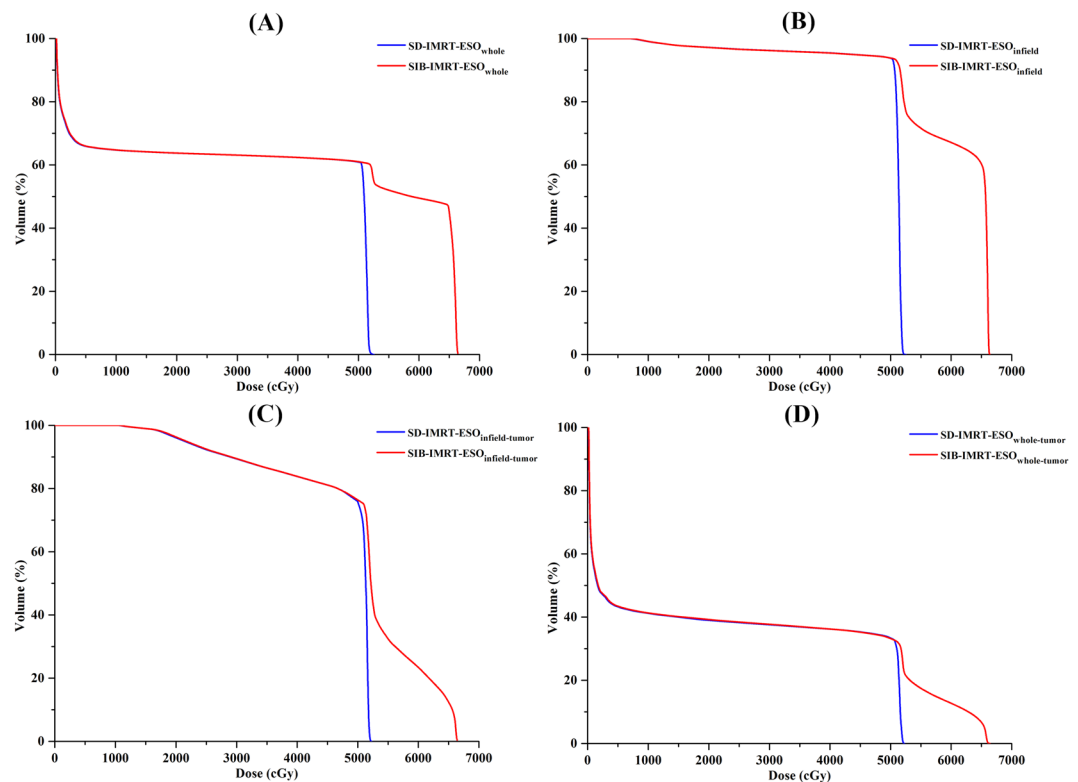 (A)
SD-IMRT-ESOwhole
SIB-IMRT-ESOwhole
Volume (%)
100
80
60
40
20
0
0 1000 2000 3000 4000 5000 6000 7000
Dose (cGy)
(B)
SD-IMRT-ESOinfield
SIB-IMRT-ESOinfield
Volume (%)
100
80
60
40
20
0
0 1000 2000 3000 4000 5000 6000 7000
Dose (cGy)
(C)
SD-IMRT-ESOinfield-tumor
SIB-IMRT-ESOinfield-tumor
Volume (%)
100
80
60
40
20
0
0 1000 2000 3000 4000 5000 6000 7000
Dose (cGy)
(D)
SD-IMRT-ESOwhole-tumor
SIB-IMRT-ESOwhole-tumor
Volume (%)
100
80
60
40
20
0
0 1000 2000 3000 4000 5000 6000 7000
Dose (cGy)